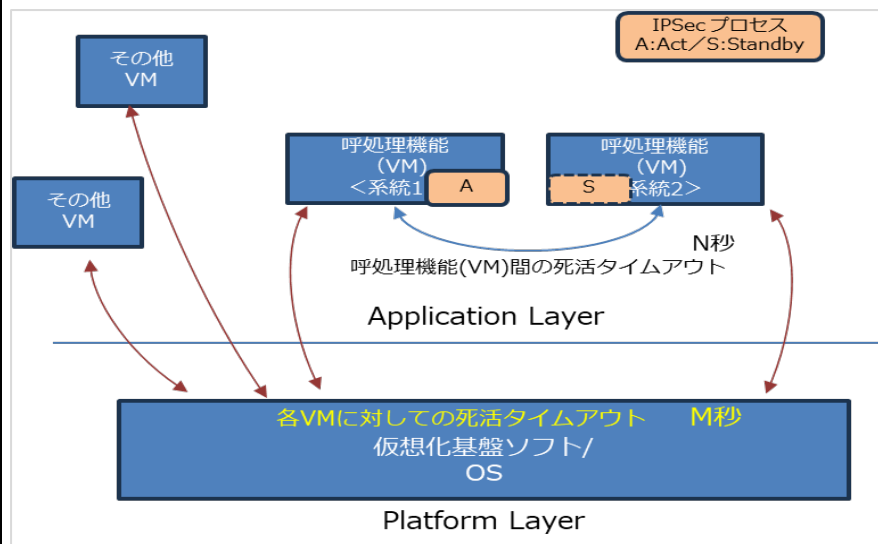 IPSec プロセス
A:Act／S:Standby
その他
VM
呼処理機能
（VM)
<系統1
A
呼処理機能
（VM)
S
系統2>
その他
VM
N秒
呼処理機能(VM)間の死活タイムアウト
Application Layer
各VMに対しての死活タイムアウト M秒
仮想化基盤ソフト/
OS
Platform Layer